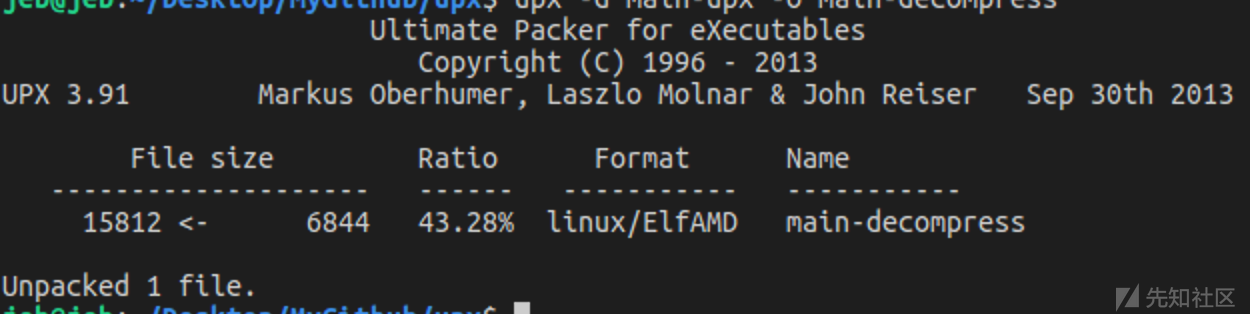 jeb@jeb:~/Desktop/MyGithub/upx$ upx -d main-upx -o main-decompress
Ultimate Packer for eXecutables
Copyright (C) 1996 - 2013
UPX 3.91 Markus Oberhumer, Laszlo Molnar & John Reiser Sep 30th 2013
File size Ratio Format Name
-------------------- ------ ----------- -----------
15812 <- 6844 43.28% linux/ElfAMD main-decompress
Unpacked 1 file.
jeb@jeb:~/Desktop/MyGithub/upx$
先知社区